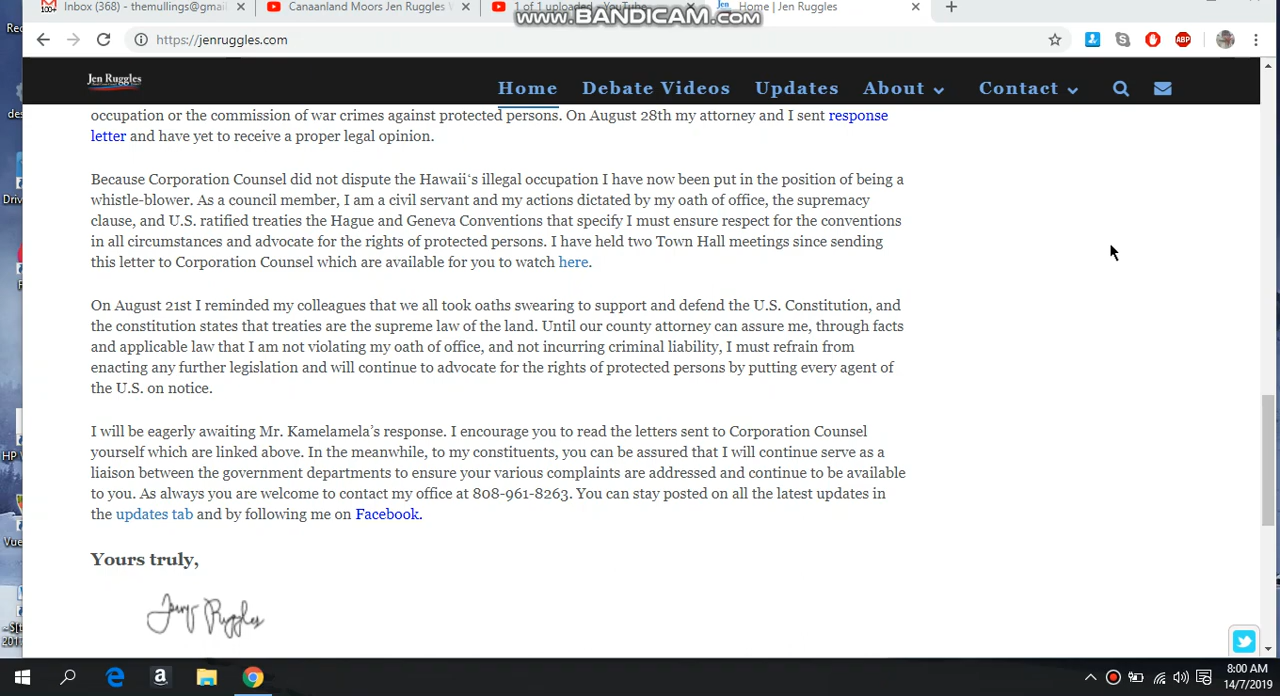 Inbox (368) - themullings@gmail
Canaanland Moors Jen Ruggles W
1 of 1 uploaded - YouTube
Home | Jen Ruggles
www.BANDICAM.com
https://jenruggles.com
ABP
Jen Ruggles
Home Debate Videos Updates About Contact
occupation or the commission of war crimes against protected persons. On August 28th my attorney and I sent response
letter and have yet to receive a proper legal opinion.
Because Corporation Counsel did not dispute the Hawaiiʻs illegal occupation I have now been put in the position of being a
whistle-blower. As a council member, I am a civil servant and my actions dictated by my oath of office, the supremacy
clause, and U.S. ratified treaties the Hague and Geneva Conventions that specify I must ensure respect for the conventions
in all circumstances and advocate for the rights of protected persons. I have held two Town Hall meetings since sending
this letter to Corporation Counsel which are available for you to watch here.
On August 21st I reminded my colleagues that we all took oaths swearing to support and defend the U.S. Constitution, and
the constitution states that treaties are the supreme law of the land. Until our county attorney can assure me, through facts
and applicable law that I am not violating my oath of office, and not incurring criminal liability, I must refrain from
enacting any further legislation and will continue to advocate for the rights of protected persons by putting every agent of
the U.S. on notice.
I will be eagerly awaiting Mr. Kamelamela’s response. I encourage you to read the letters sent to Corporation Counsel
yourself which are linked above. In the meanwhile, to my constituents, you can be assured that I will continue serve as a
liaison between the government departments to ensure your various complaints are addressed and continue to be available
to you. As always you are welcome to contact my office at 808-961-8263. You can stay posted on all the latest updates in
the updates tab and by following me on Facebook.
Yours truly,
Jen Ruggles
8:00 AM
14/7/2019